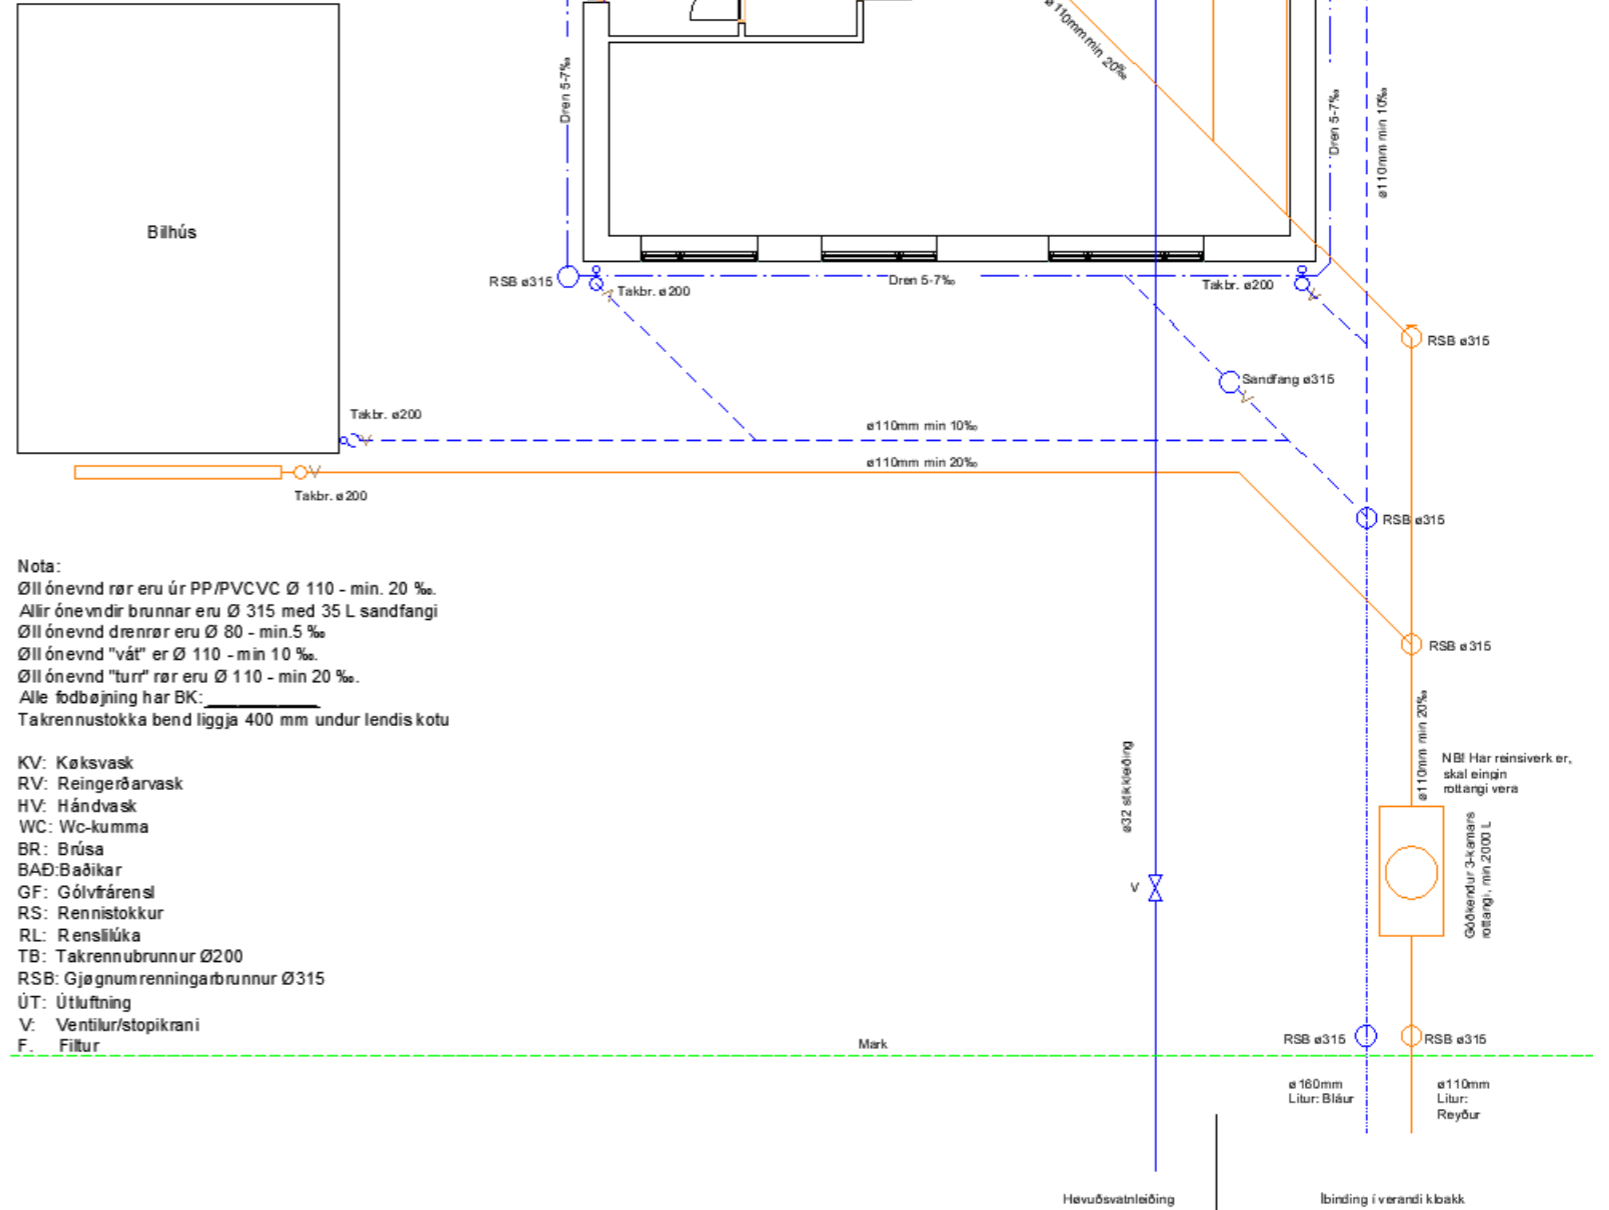 ø110mm min 20‰
Dren 5-7‰
Dren 5-7‰
ø110mm min 10‰
Bilhús
RSB ø315
Takbr. ø200
Dren 5-7‰
Takbr. ø200
RSB ø315
Sandfang ø315
Takbr. ø200
V
ø110mm min 10‰
ø110mm min 20‰
V
Takbr. ø200
V
V
V
RSB ø315
Nota:
Øll ónevnd rør eru úr PP/PVCVC Ø 110 - min. 20 ‰.
Allir ónevndir brunnar eru Ø 315 med 35 L sandfangi
Øll ónevnd drenrør eru Ø 80 - min.5 ‰
Øll ónevnd "vát" er Ø 110 - min 10 ‰.
Øll ónevnd "turr" rør eru Ø 110 - min 20 ‰.
Alle fodbøjning har BK:
Takrennustokka bend liggja 400 mm undur lendis kotu
RSB ø315
ø110mm min 20‰
NB! Har reinsiverk er,
skal eingin
rottangi vera
KV: Køksvask
RV: Reingerðarvask
HV: Hándvask
WC: Wc-kumma
BR: Brúsa
BAÐ:Baðikar
GF: Gólvfrárensl
RS: Rennistokkur
RL: Renslilúka
TB: Takrennubrunnur Ø200
RSB: Gjøgnumrenningarbrunnur Ø315
ÚT: Útluftning
V: Ventilur/stopikrani
F. Filtur
ø32 stikkleiðing
V
Góðkendur 3-kamars
rottangi, min.2000 L
Mark
RSB ø315
RSB ø315
ø160mm
Litur: Bláur
ø110mm
Litur:
Reyður
Høvuðsvatnleiðing
Íbinding í verandi kloakk